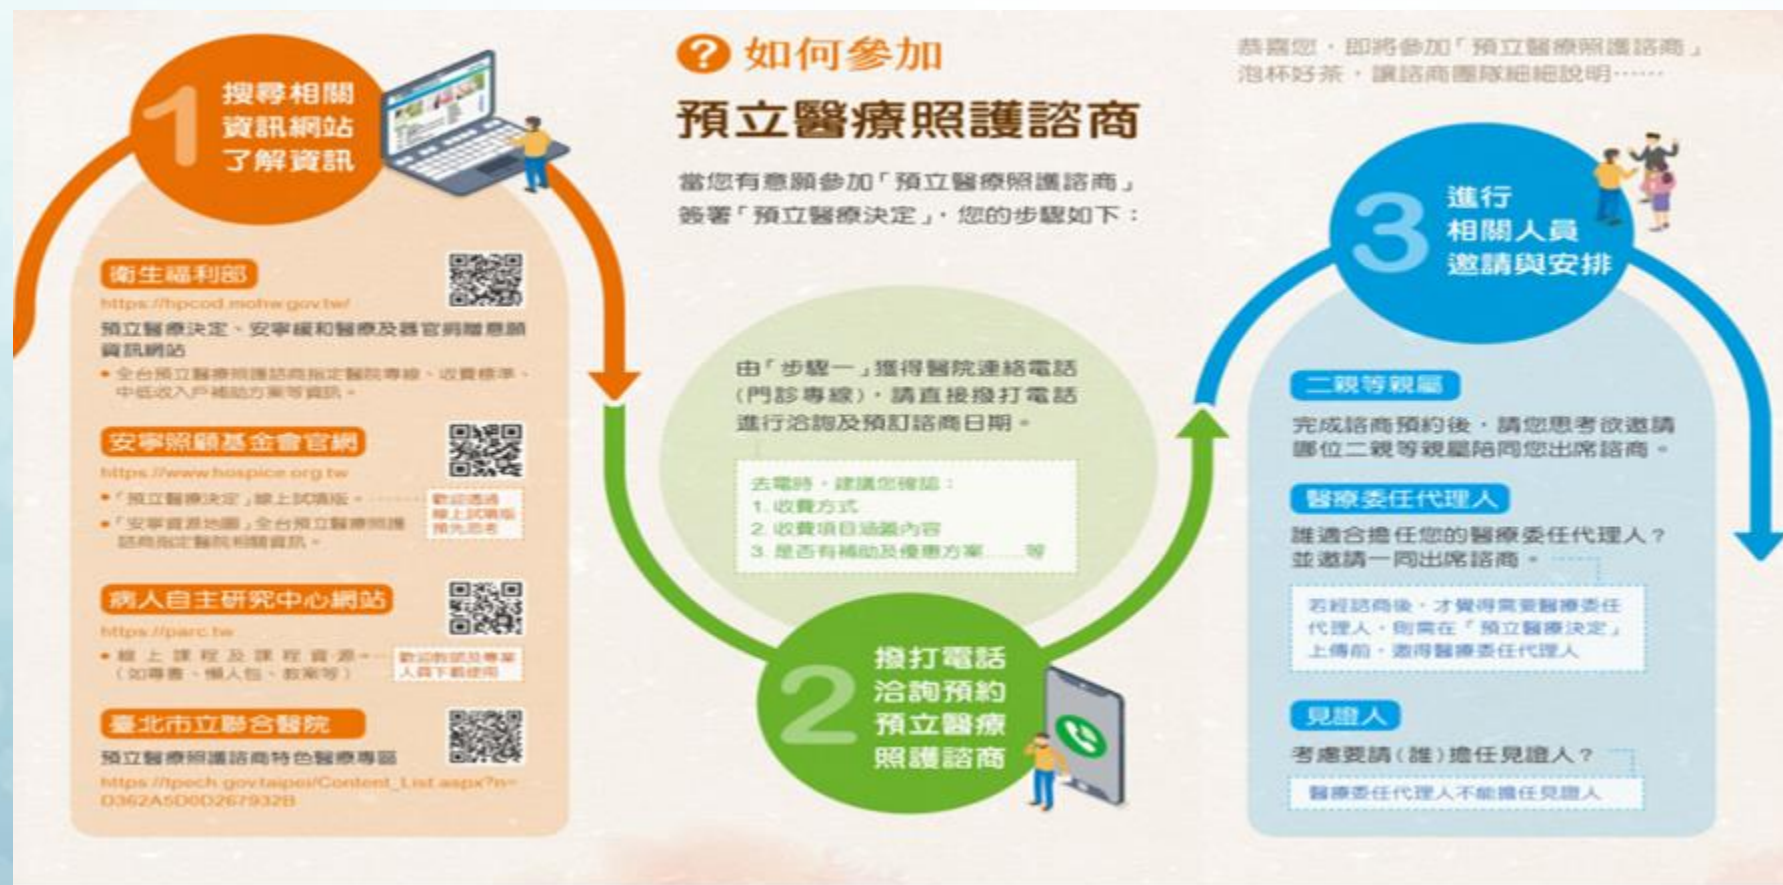 1
搜尋相關
資訊網站
了解資訊
衛生福利部
https://hpcod.mohw.gov.tw/
預立醫療決定、安寧緩和醫療及器官捐贈意願
資訊網站
• 全台預立醫療照護諮商指定醫院專線、收費標準、
中低收入戶補助方案等資訊。
安寧照顧基金會官網
https://www.hospice.org.tw
•「預立醫療決定」線上試填版。
歡迎透過
線上試填版
預先思考
•「安寧資源地圖」全台預立醫療照護
諮商指定醫院相關資訊。
病人自主研究中心網站
https://parc.tw
• 線上課程及課程資源
(如專書、懶人包、教案等)
歡迎教師及專業
人員下載使用
臺北市立聯合醫院
預立醫療照護諮商特色醫療專區
https://tpech.gov.taipei/Content_List.aspx?n=
D362A5D0D267932B
? 如何參加
預立醫療照護諮商
當您有意願參加「預立醫療照護諮商」
簽署「預立醫療決定」,您的步驟如下:
由「步驟一」獲得醫院連絡電話
(門診專線),請直接撥打電話
進行洽詢及預訂諮商日期。
去電時,建議您確認:
1. 收費方式
2. 收費項目涵蓋內容
3. 是否有補助及優惠方案……等
2
撥打電話
洽詢預約
預立醫療
照護諮商
恭喜您,即將參加「預立醫療照護諮商」
泡杯好茶,讓諮商團隊細細說明……
3
進行
相關人員
邀請與安排
二親等親屬
完成諮商預約後,請您思考欲邀請
哪位二親等親屬陪同您出席諮商。
醫療委任代理人
誰適合擔任您的醫療委任代理人?
並邀請一同出席諮商。
若經諮商後,才覺得需要醫療委任
代理人,則需在「預立醫療決定」
上傳前,邀得醫療委任代理人
見證人
考慮要請(誰)擔任見證人?
醫療委任代理人不能擔任見證人